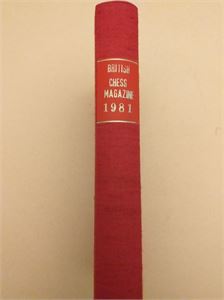 BRITISH
CHESS
MAGAZINE
1981